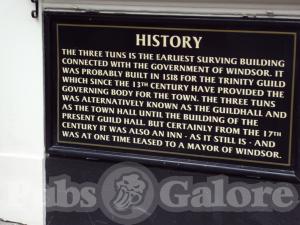 HISTORY
THE THREE TUNS IS THE EARLIEST SURVING BUILDING
CONNECTED WITH THE GOVERNMENT OF WINDSOR. IT
WAS PROBABLY BUILT IN 1518 FOR THE TRINITY GUILD
WHICH SINCE THE 13TH CENTURY HAVE PROVIDED THE
GOVERNING BODY FOR THE TOWN. THE THREE TUNS
WAS ALTERNATIVELY KNOWN AS THE GUILDHALL AND
AS THE TOWN HALL UNTIL THE BUILDING OF THE
PRESENT GUILD HALL. BUT CERTAINLY FROM THE 17TH
CENTURY IT WAS ALSO AN INN - AS IT STILL IS - AND
WAS AT ONE TIME LEASED TO A MAYOR OF WINDSOR.
Pubs Galore